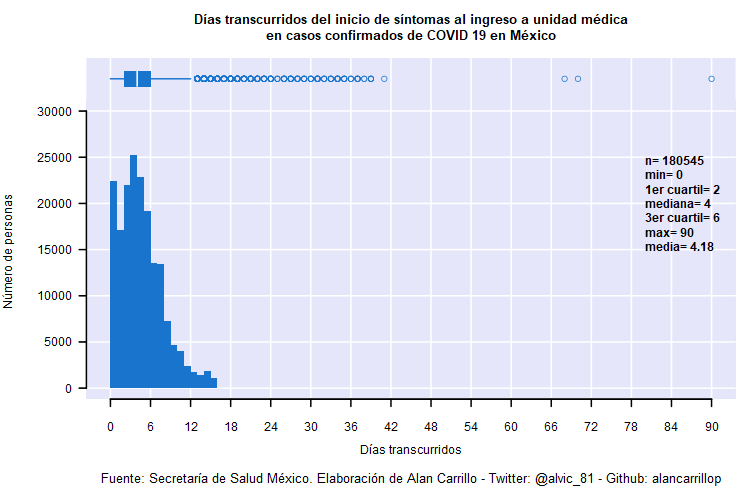 Días transcurridos del inicio de síntomas al ingreso a unidad médica
en casos confirmados de COVID 19 en México
30000
25000
20000
15000
10000
5000
0
Número de personas
n= 180545
min= 0
1er cuartil= 2
mediana= 4
3er cuartil= 6
max= 90
media= 4.18
0 6 12 18 24 30 36 42 48 54 60 66 72 78 84 90
Días transcurridos
Fuente: Secretaría de Salud México. Elaboración de Alan Carrillo - Twitter: @alvic_81 - Github: alancarrillop